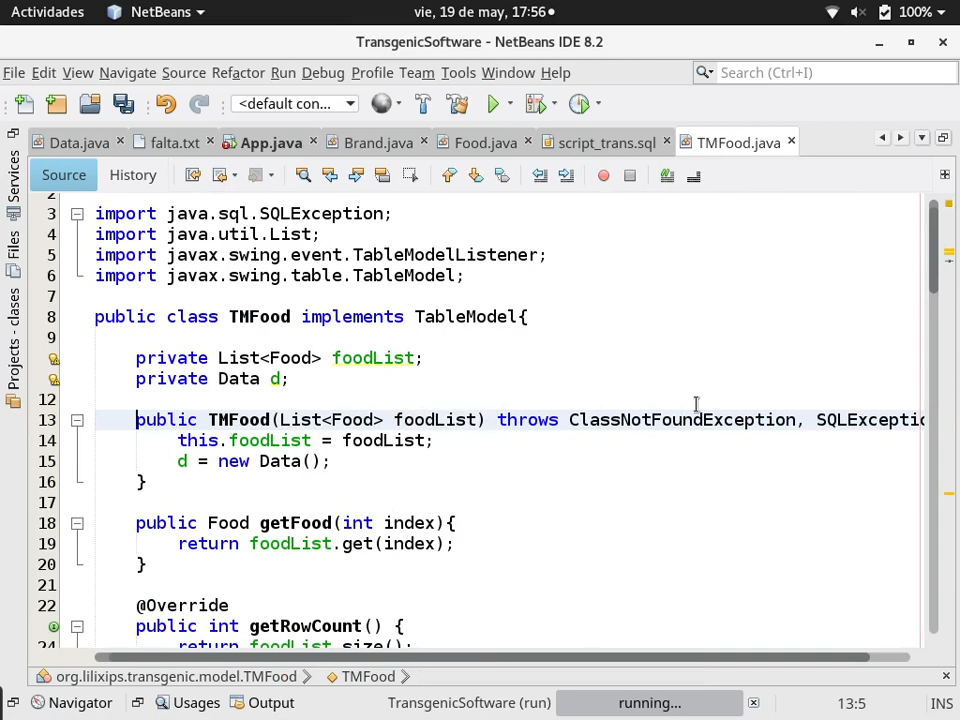 Actividades NetBeans vie, 19 de may, 17:56 100%
TransgenicSoftware - NetBeans IDE 8.2
File Edit View Navigate Source Refactor Run Debug Profile Team Tools Window Help Search (Ctrl+I)
<default con...
Data.java falta.txt App.java Brand.java Food.java script_trans.sql TMFood.java
Source History
Services
Files
Projects - clases
2
3 import java.sql.SQLException;
4 import java.util.List;
5 import javax.swing.event.TableModelListener;
6 import javax.swing.table.TableModel;
7
8 public class TMFood implements TableModel{
9
private List<Food> foodList;
private Data d;
12
13 public TMFood(List<Food> foodList) throws ClassNotFoundException, SQLExceptio
14 this.foodList = foodList;
15 d = new Data();
16 }
17
18 public Food getFood(int index){
19 return foodList.get(index);
20 }
21
22 @Override
public int getRowCount() {
24 return foodList.size();
org.lilixips.transgenic.model.TMFood TMFood
Navigator Usages Output TransgenicSoftware (run) running... 13:5 INS